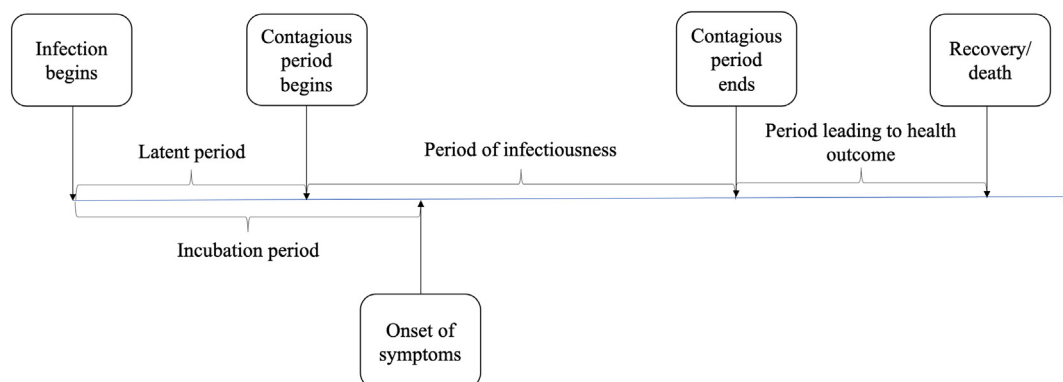 Infection
begins
Contagious
period
begins
Contagious
period
ends
Recovery/
death
Latent period
Period of infectiousness
Period leading to health
outcome
Incubation period
Onset of
symptoms